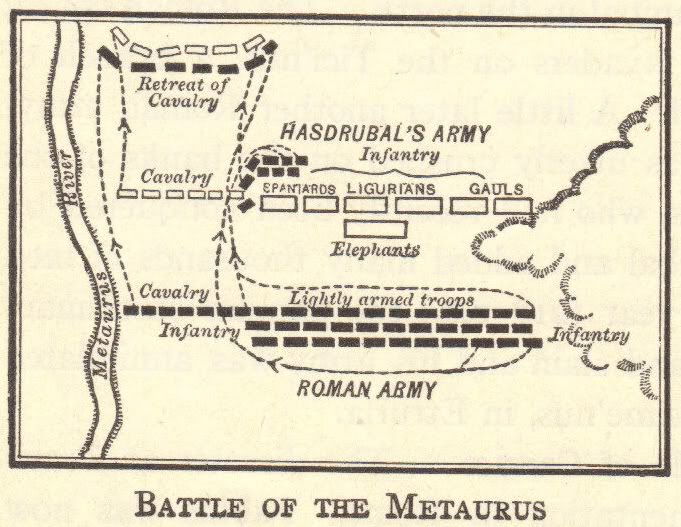 Retreat of
Cavalry
HASDRUBAL'S ARMY
Infantry
Cavalry
SPANIARDS LIGURIANS GAULS
Elephants
Metaurus River
Cavalry
Lightly armed troops
Infantry
Infantry
ROMAN ARMY
BATTLE OF THE METAURUS